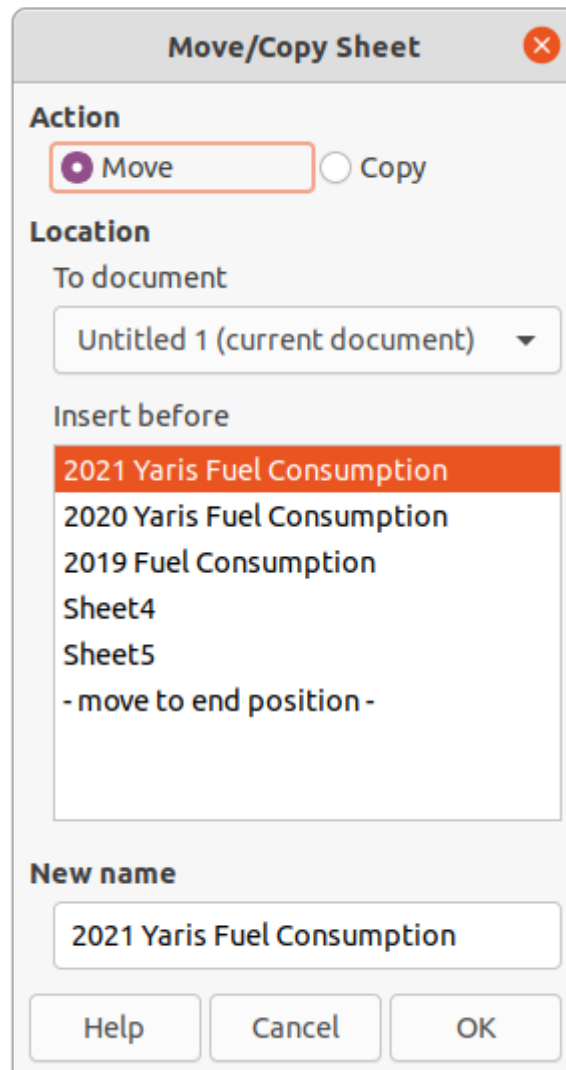 Move/Copy Sheet
Action
Move Copy
Location
To document
Untitled 1 (current document)
Insert before
2021 Yaris Fuel Consumption
2020 Yaris Fuel Consumption
2019 Fuel Consumption
Sheet4
Sheet5
- move to end position -
New name
2021 Yaris Fuel Consumption
Help Cancel OK